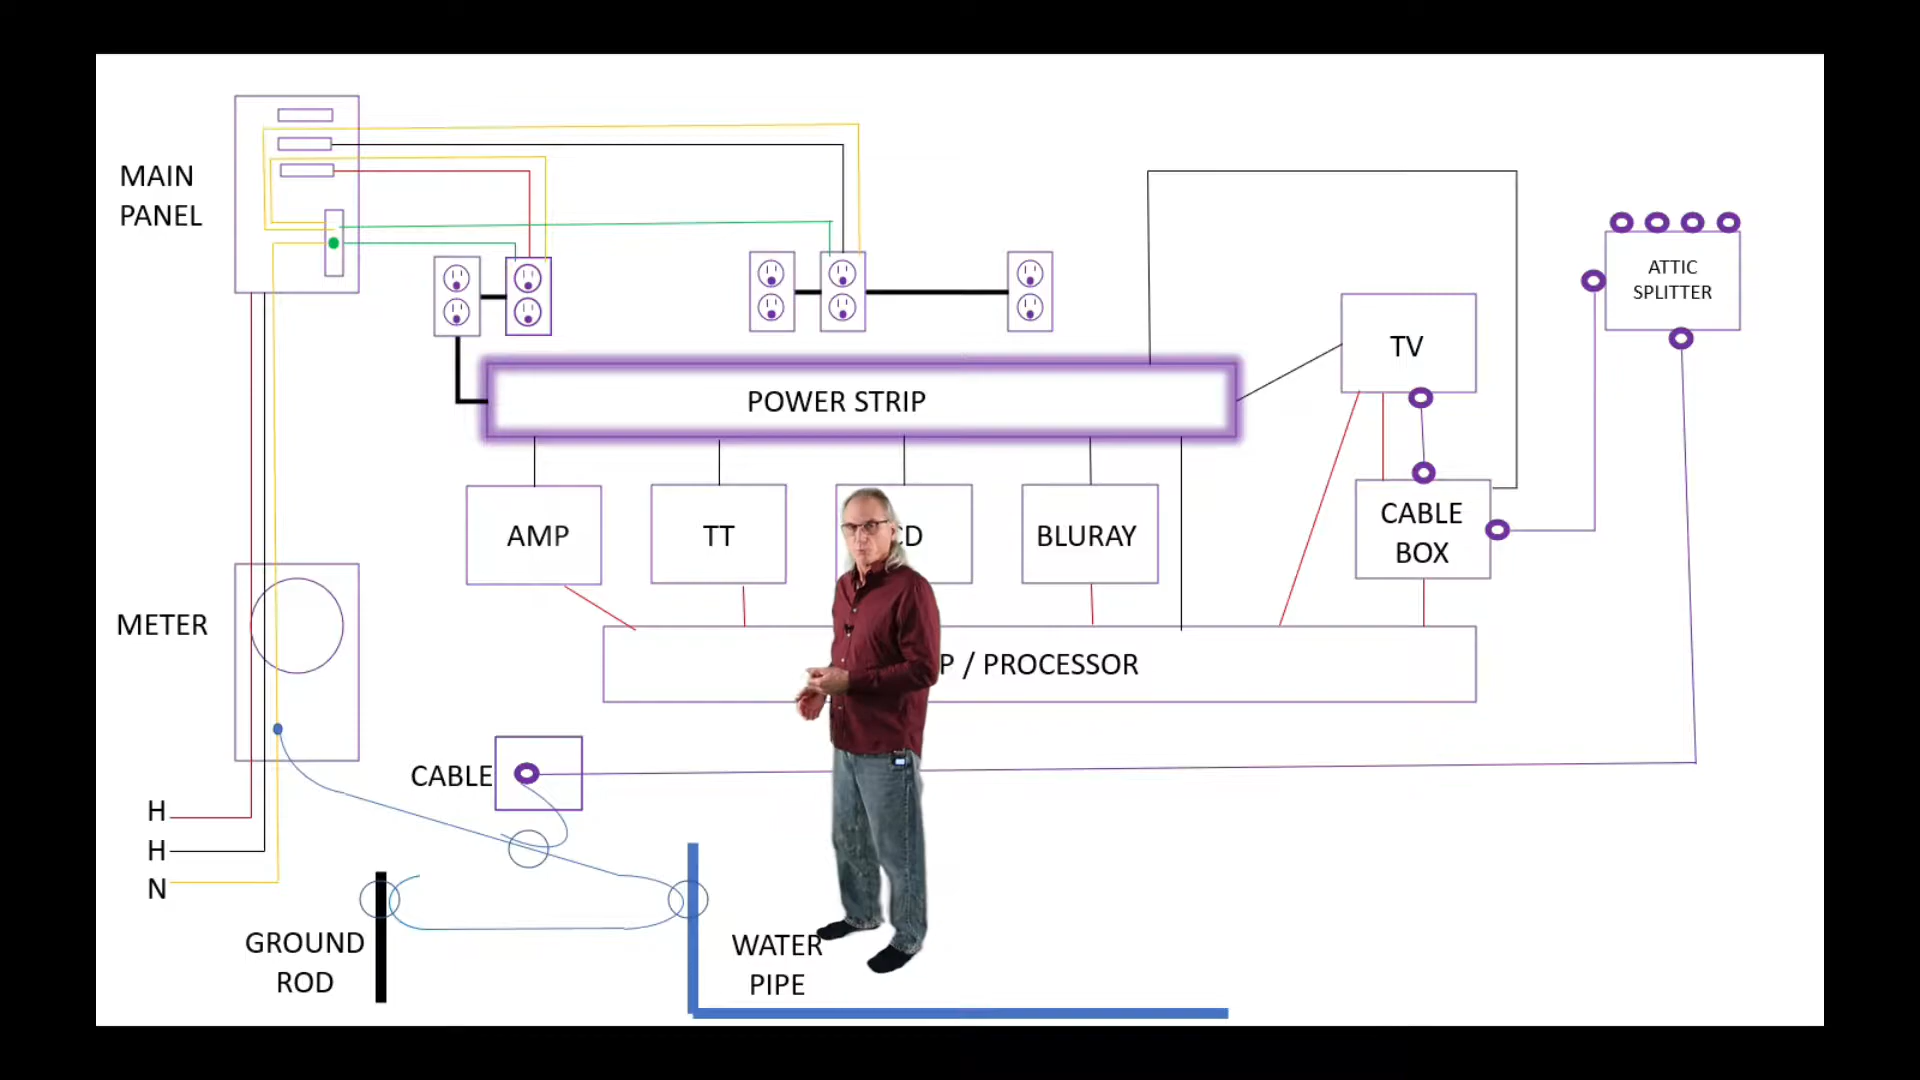 MAIN
PANEL
ATTIC
SPLITTER
TV
POWER STRIP
CABLE
BOX
AMP
TT
CD
BLURAY
METER
P / PROCESSOR
CABLE
H
H
N
GROUND
ROD
WATER
PIPE